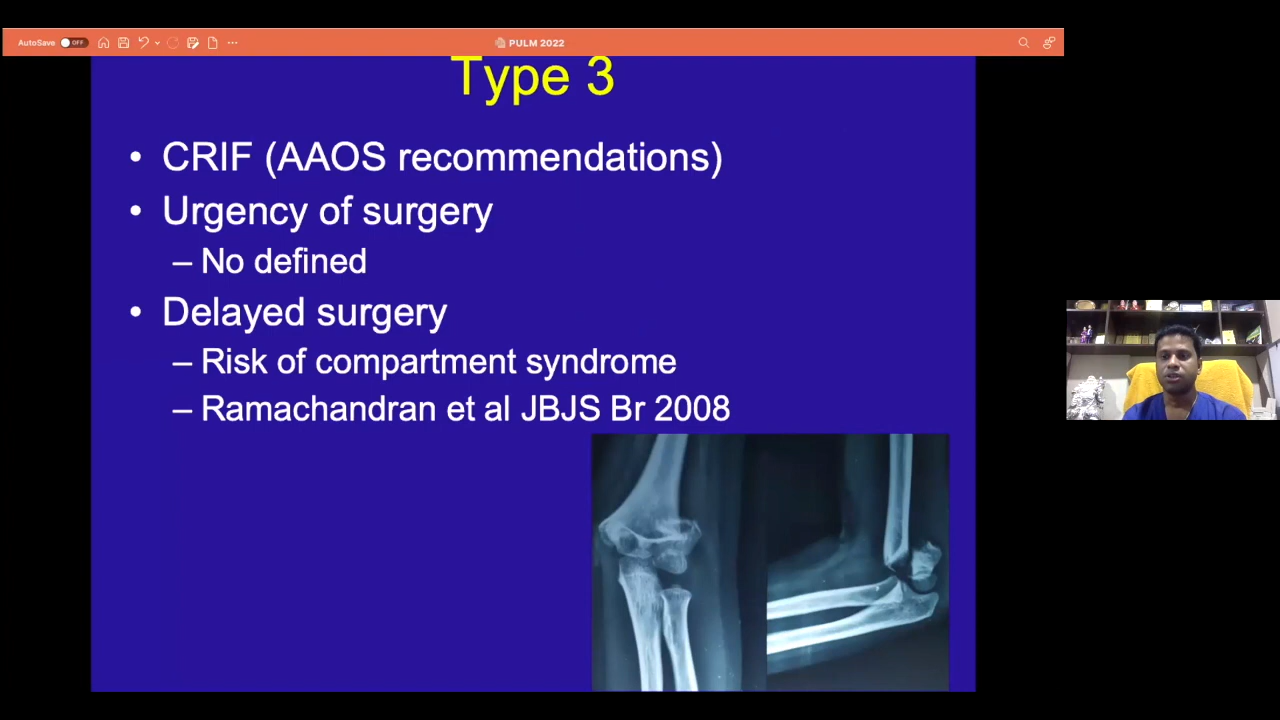 AutoSave OFF
PULM 2022
Type 3
• CRIF (AAOS recommendations)
• Urgency of surgery
– No defined
• Delayed surgery
– Risk of compartment syndrome
– Ramachandran et al JBJS Br 2008